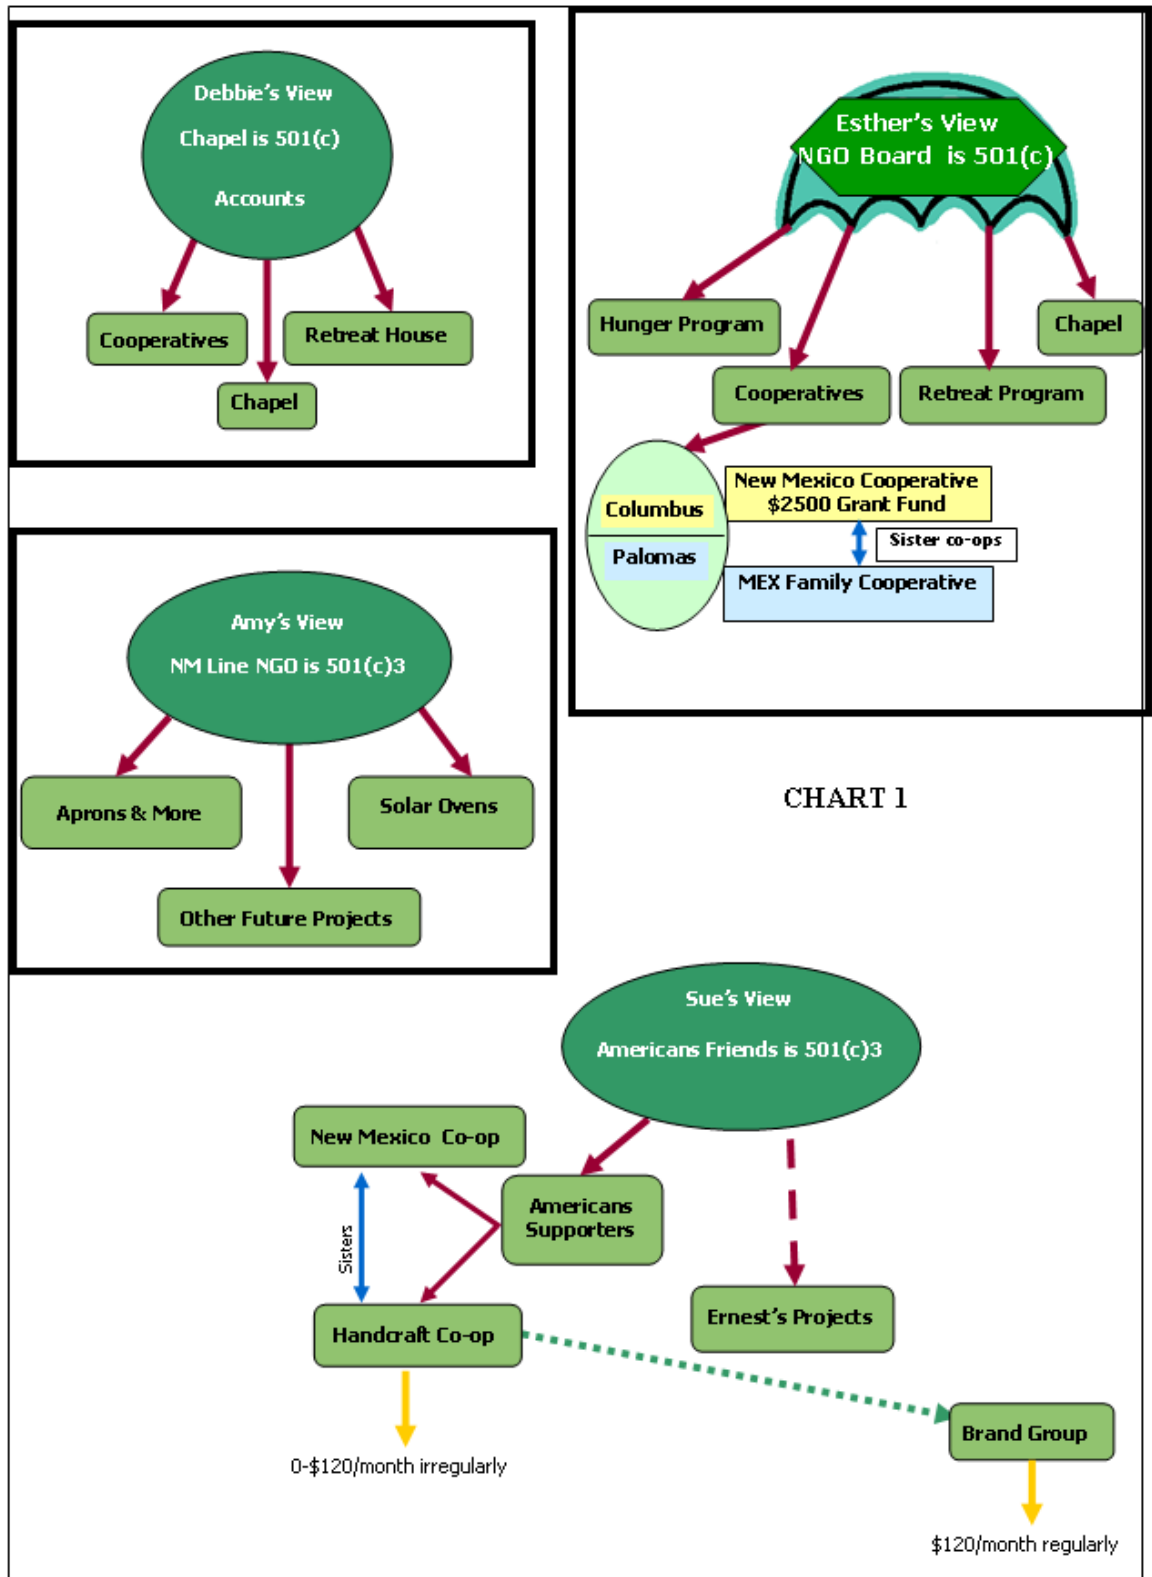 Debbie's View
Chapel is 501(c)
Accounts
Cooperatives
Retreat House
Chapel
Esther's View
NGO Board is 501(c)
Hunger Program
Chapel
Cooperatives
Retreat Program
Columbus
Palomas
New Mexico Cooperative
$2500 Grant Fund
Sister co-ops
MEX Family Cooperative
Amy's View
NM Line NGO is 501(c)3
Aprons & More
Solar Ovens
Other Future Projects
CHART 1
Sue's View
Americans Friends is 501(c)3
New Mexico Co-op
Americans
Supporters
Sisters
Handcraft Co-op
Ernest's Projects
Brand Group
0-$120/month irregularly
$120/month regularly